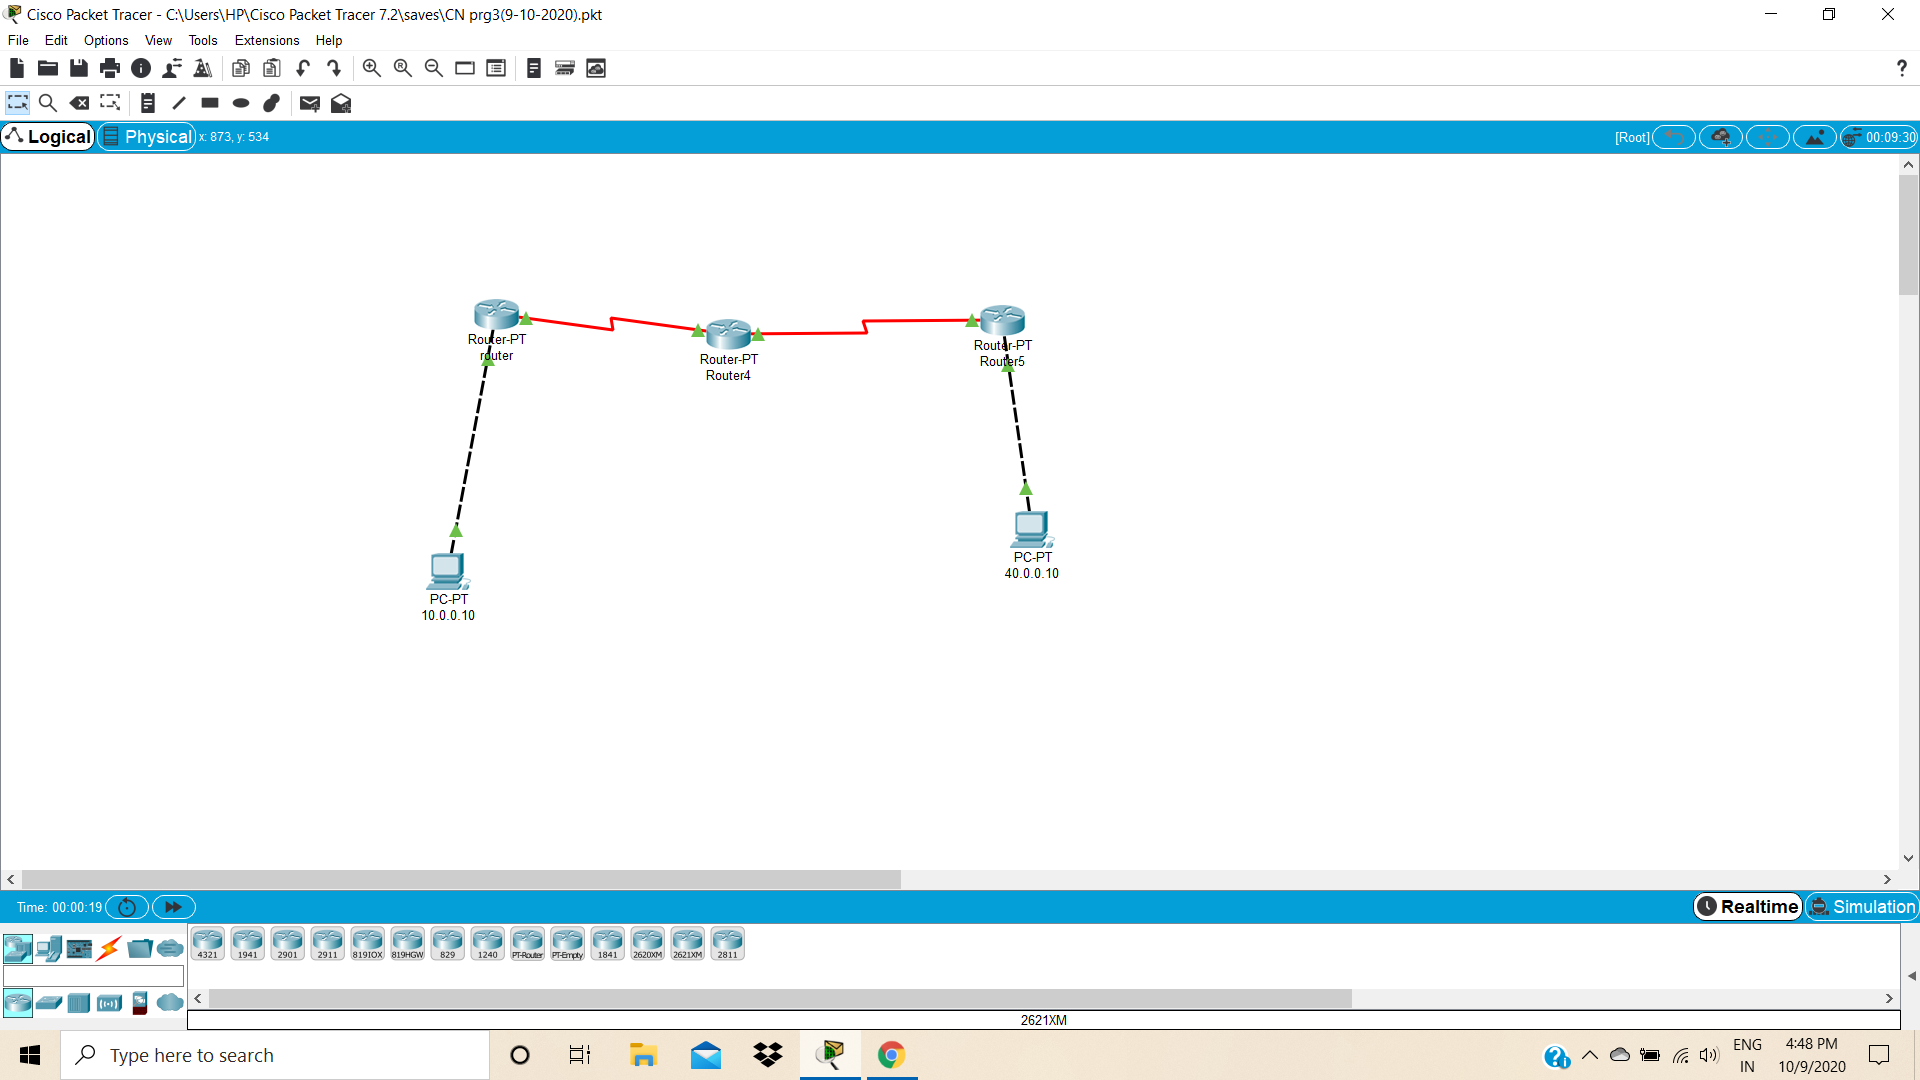 Cisco Packet Tracer - C:\Users\HP\Cisco Packet Tracer 7.2\saves\CN prg3(9-10-2020).pkt
File Edit Options View Tools Extensions Help
?
Logical Physical x: 873, y: 534 [Root] 00:09:30
Router-PT
router
Router-PT
Router4
Router-PT
Router5
PC-PT
40.0.0.10
PC-PT
10.0.0.10
Time: 00:00:19 Realtime Simulation
4321 1941 2901 2911 819IOX 819HGW 829 1240 PT-Router PT-Empty 1841 2620XM 2621XM 2811
2621XM
Type here to search
ENG
IN
4:48 PM
10/9/2020